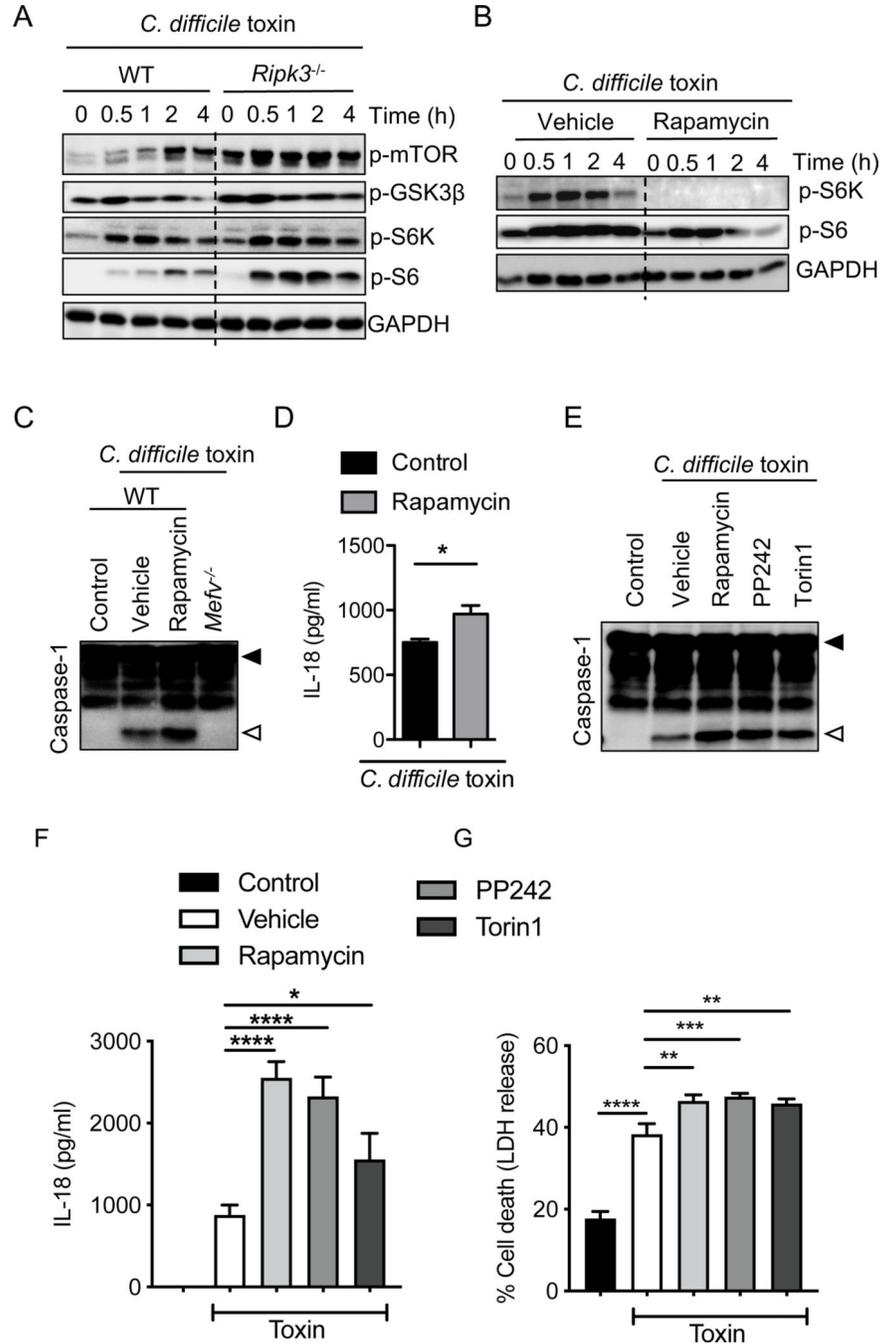 A
C. difficile toxin
WT Ripk3-/-
0 0.5 1 2 4 0 0.5 1 2 4 Time (h)
p-mTOR
p-GSK3β
p-S6K
p-S6
GAPDH
B
C. difficile toxin
Vehicle Rapamycin
0 0.5 1 2 4 0 0.5 1 2 4 Time (h)
p-S6K
p-S6
GAPDH
C
C. difficile toxin
WT
Control
Vehicle
Rapamycin
Mefv-/-
Caspase-1
D
Control
Rapamycin
*
1500
1000
500
0
IL-18 (pg/ml)
C. difficile toxin
E
C. difficile toxin
Control
Vehicle
Rapamycin
PP242
Torin1
Caspase-1
F
Control
Vehicle
Rapamycin
*
****
****
3000
2000
1000
0
IL-18 (pg/ml)
Toxin
G
PP242
Torin1
**
***
**
****
60
40
20
0
% Cell death (LDH release)
Toxin